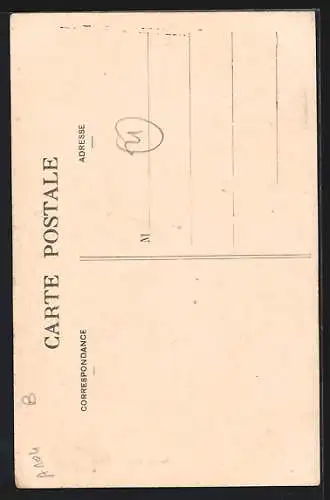 CARTE POSTALE
CORRESPONDANCE
ADRESSE
M
B